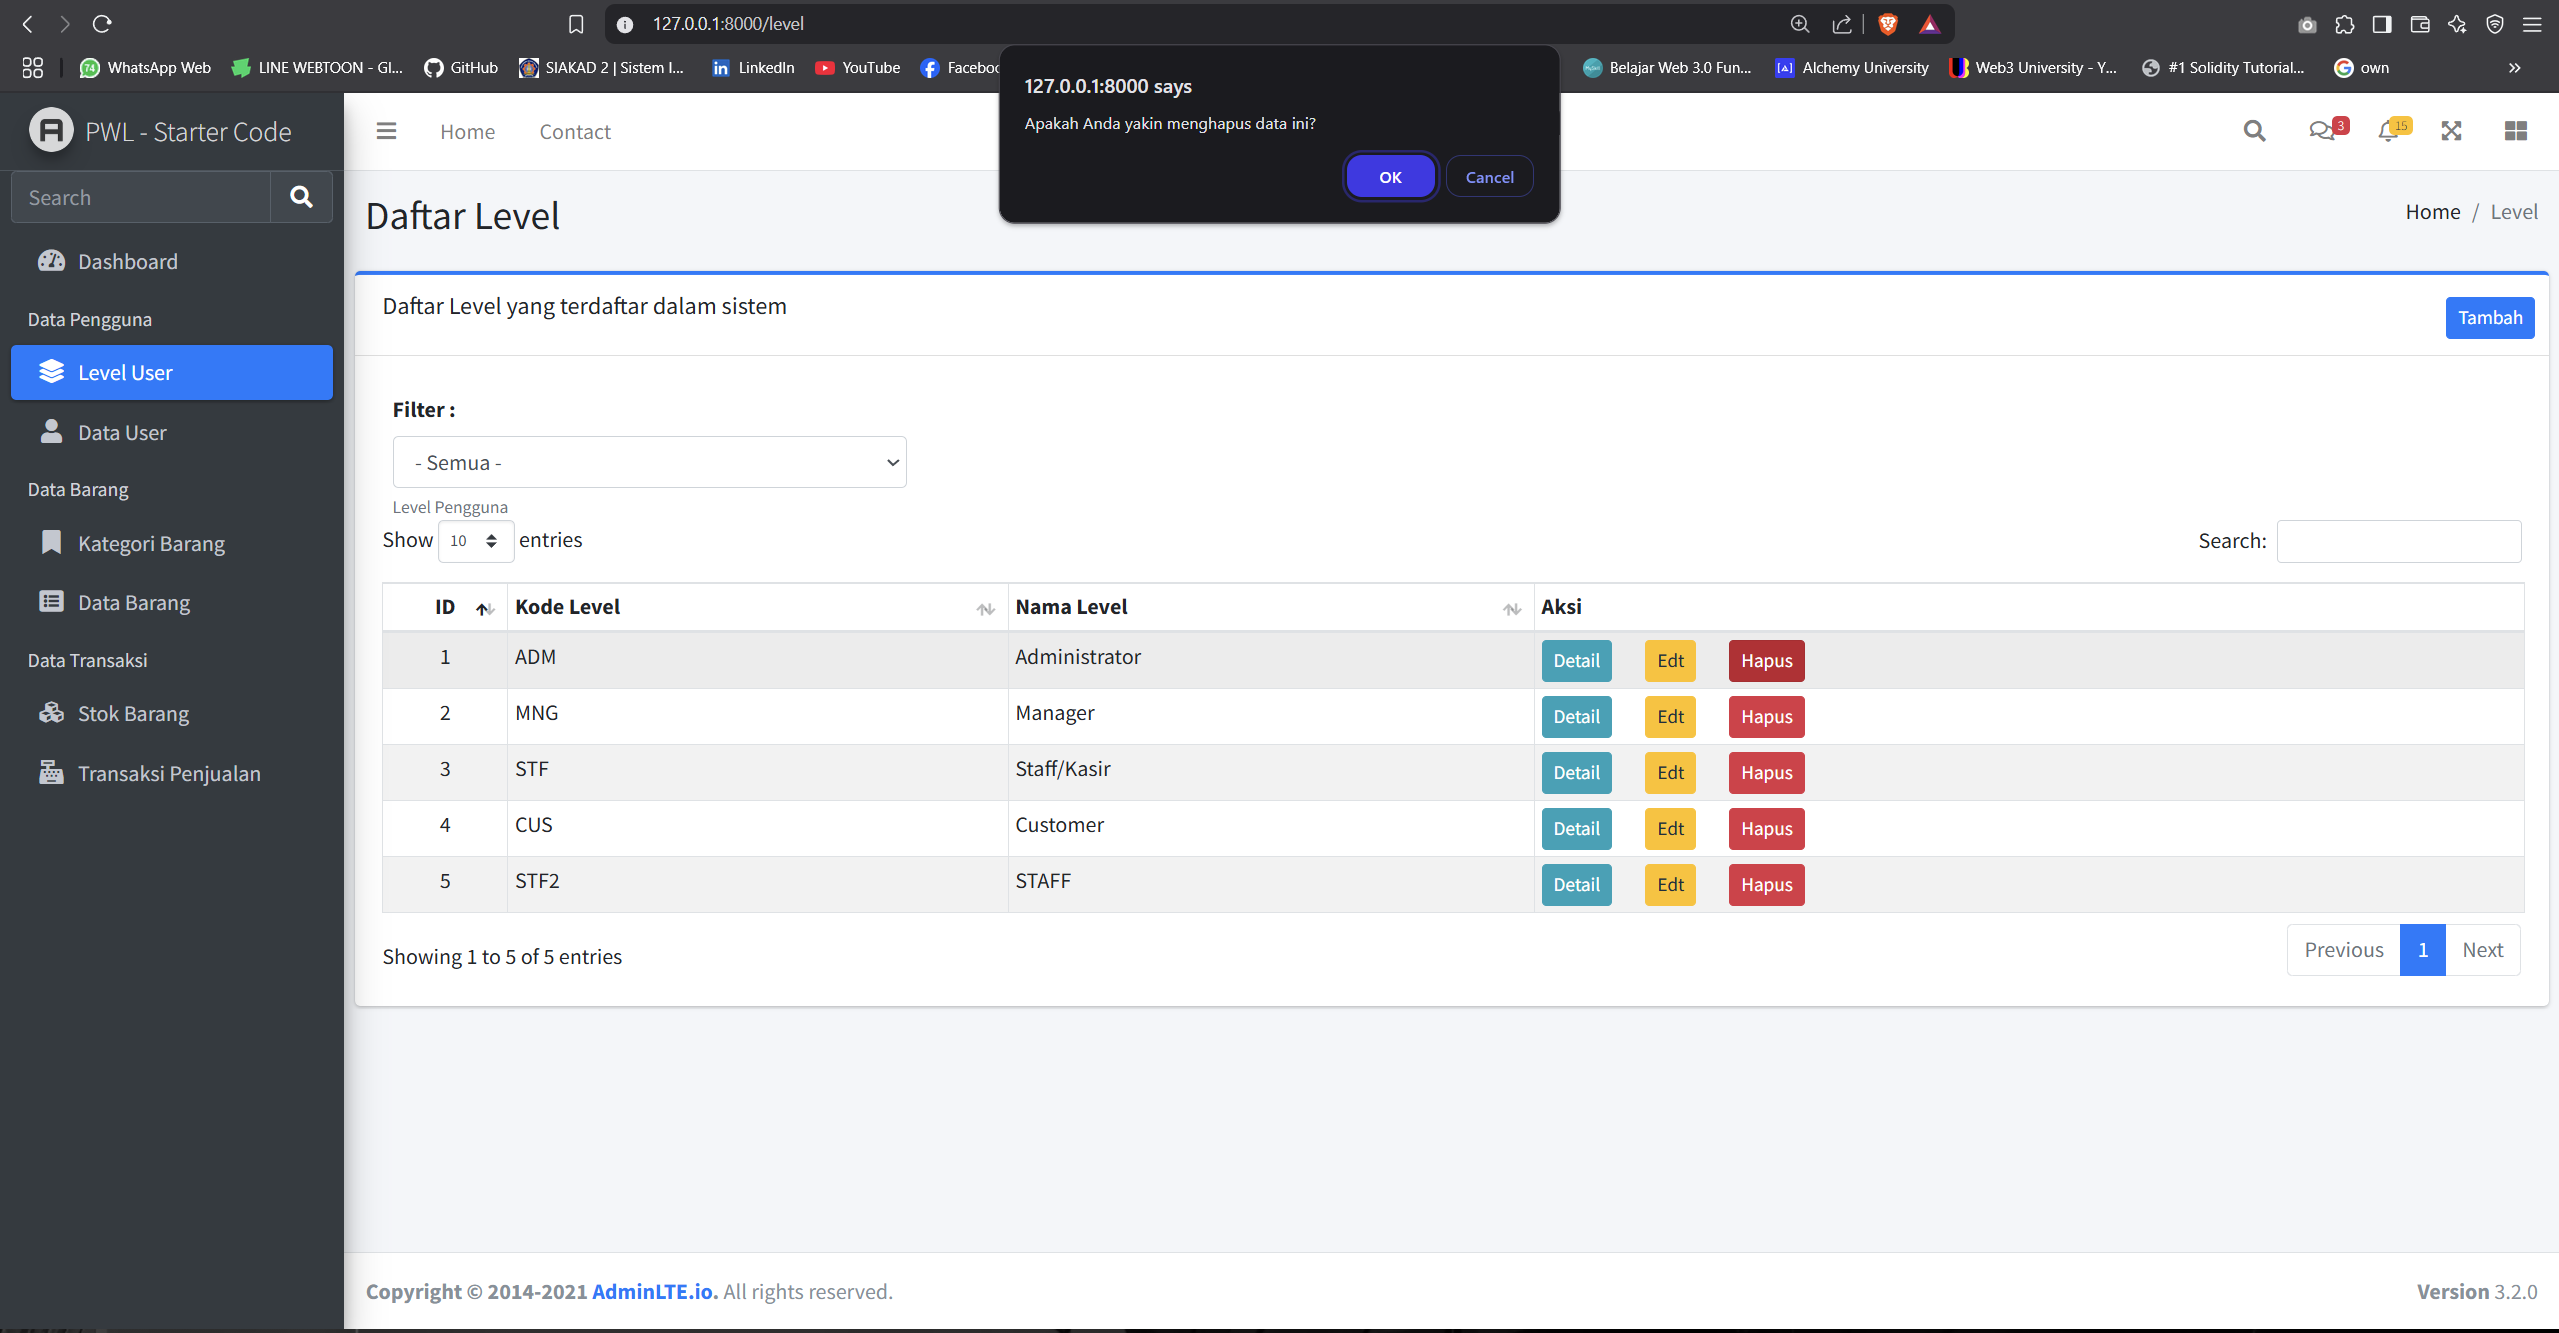 127.0.0.1:8000/level
WhatsApp Web
LINE WEBTOON - Gl...
GitHub
SIAKAD 2 | Sistem I...
LinkedIn
YouTube
Faceboo
Belajar Web 3.0 Fun...
Alchemy University
Web3 University - Y...
#1 Solidity Tutorial...
own
127.0.0.1:8000 says
Apakah Anda yakin menghapus data ini?
OK
Cancel
PWL - Starter Code
Home
Contact
3
15
Search
Dashboard
Data Pengguna
Level User
Data User
Data Barang
Kategori Barang
Data Barang
Data Transaksi
Stok Barang
Transaksi Penjualan
Daftar Level
Home / Level
Daftar Level yang terdaftar dalam sistem
Tambah
Filter :
- Semua -
Level Pengguna
Show 10 entries
Search:
ID Kode Level Nama Level Aksi
1 ADM Administrator Detail Edt Hapus
2 MNG Manager Detail Edt Hapus
3 STF Staff/Kasir Detail Edt Hapus
4 CUS Customer Detail Edt Hapus
5 STF2 STAFF Detail Edt Hapus
Showing 1 to 5 of 5 entries
Previous 1 Next
Copyright © 2014-2021 AdminLTE.io. All rights reserved.
Version 3.2.0